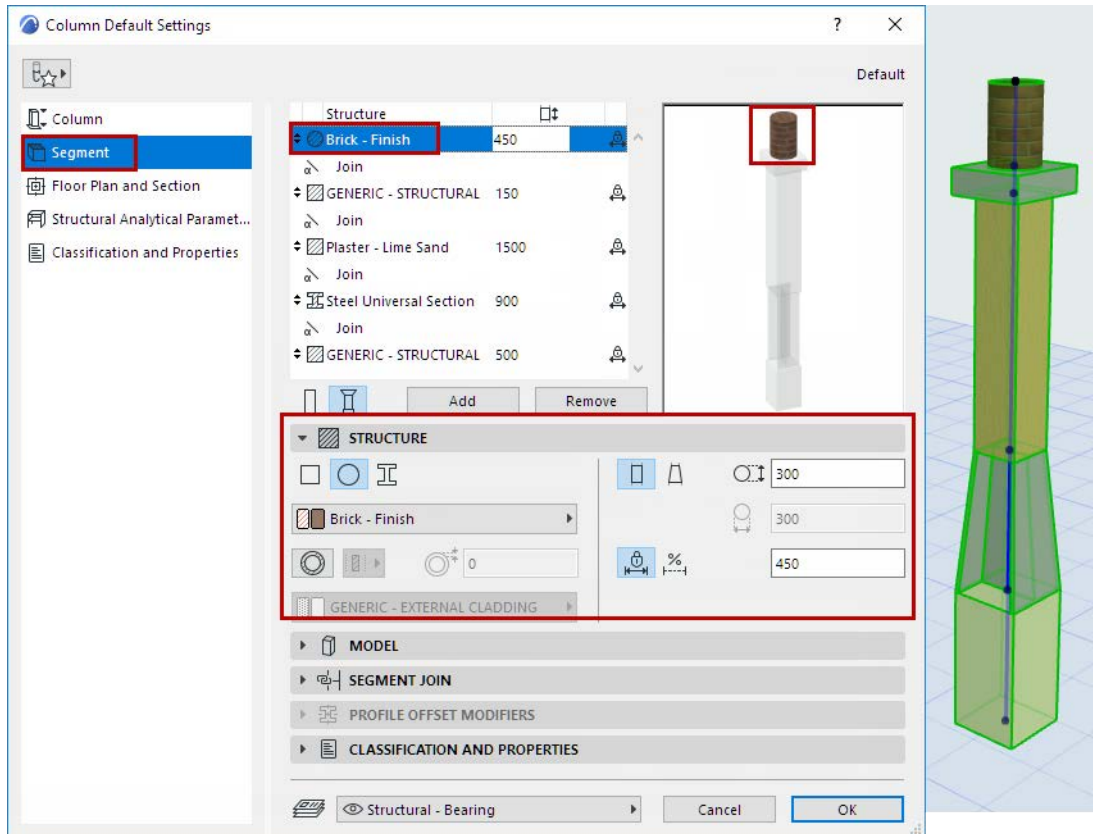 Column Default Settings
?
Default
Column
Segment
Floor Plan and Section
Structural Analytical Paramet...
Classification and Properties
Structure
Brick - Finish 450
Join
GENERIC - STRUCTURAL 150
Join
Plaster - Lime Sand 1500
Join
Steel Universal Section 900
Join
GENERIC - STRUCTURAL 500
Add Remove
STRUCTURE
300
Brick - Finish
300
0
%
450
GENERIC - EXTERNAL CLADDING
MODEL
SEGMENT JOIN
PROFILE OFFSET MODIFIERS
CLASSIFICATION AND PROPERTIES
Structural - Bearing
Cancel OK